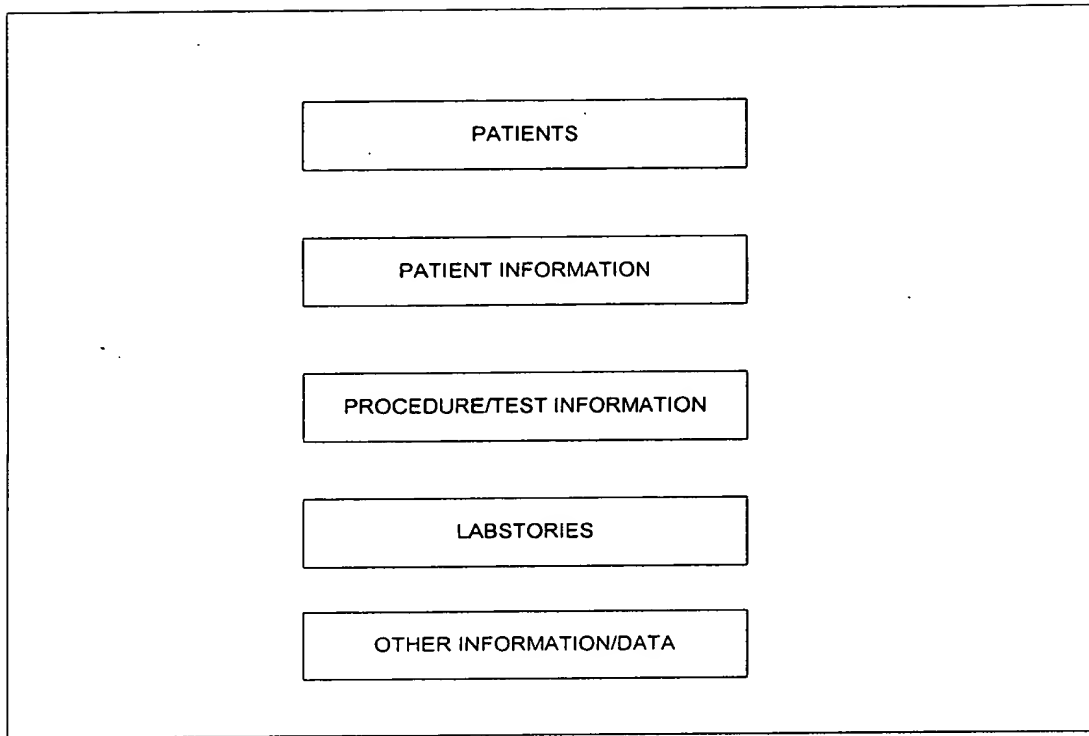 PATIENTS
PATIENT INFORMATION
PROCEDURE/TEST INFORMATION
LABSTORIES
OTHER INFORMATION/DATA